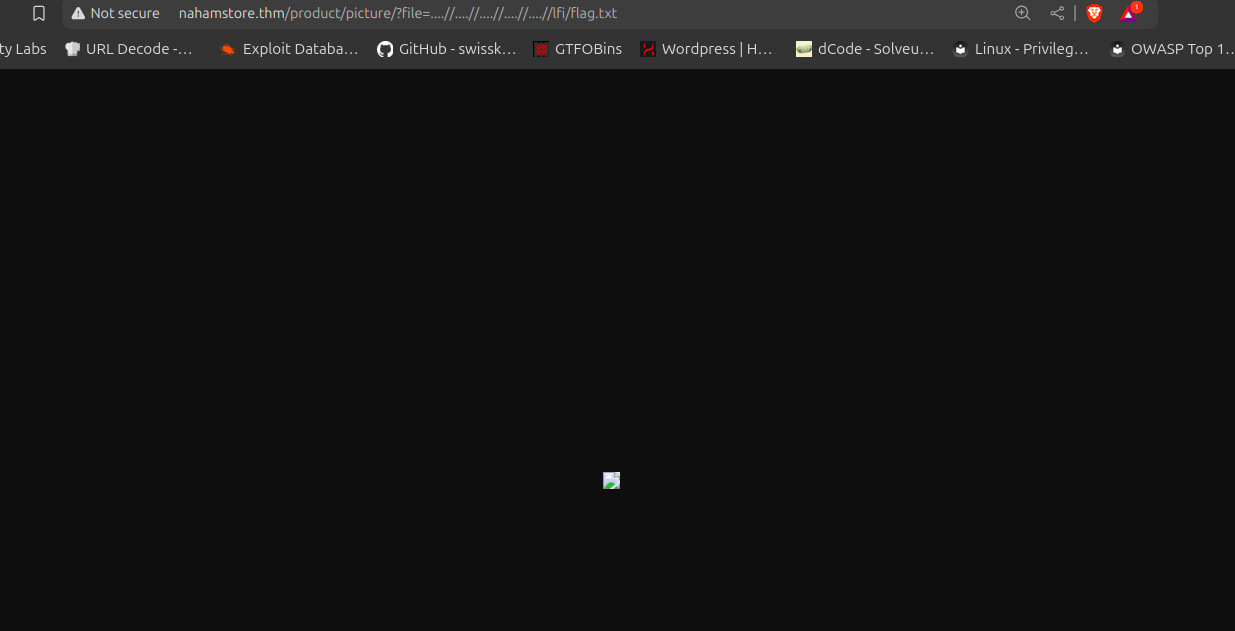 Not secure nahamstore.thm/product/picture/?file=....//....//....//....//....//lfi/flag.txt 1
ty Labs URL Decode -... Exploit Databa... GitHub - swissk... GTFOBins Wordpress | H... dCode - Solveu... Linux - Privileg... OWASP Top 1...